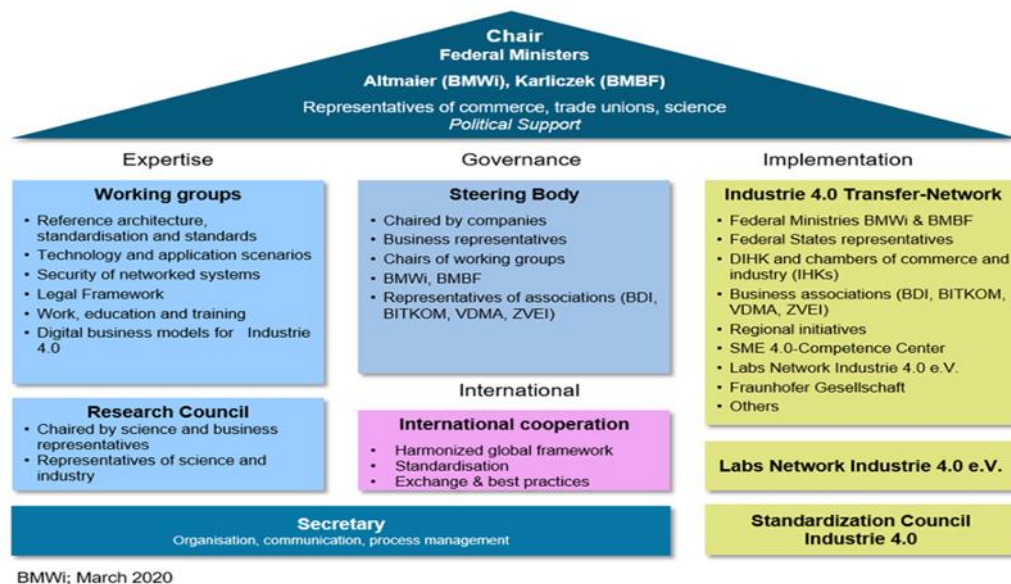 Chair
Federal Ministers
Altmaier (BMWi), Karliczek (BMBF)
Representatives of commerce, trade unions, science
Political Support
Expertise
Working groups
• Reference architecture,
standardisation and standards
• Technology and application scenarios
• Security of networked systems
• Legal Framework
• Work, education and training
• Digital business models for Industrie
4.0
Research Council
• Chaired by science and business
representatives
• Representatives of science and
industry
Governance
Steering Body
• Chaired by companies
• Business representatives
• Chairs of working groups
• BMWi, BMBF
• Representatives of associations (BDI,
BITKOM, VDMA, ZVEI)
International
International cooperation
• Harmonized global framework
• Standardisation
• Exchange & best practices
Implementation
Industrie 4.0 Transfer-Network
• Federal Ministries BMWi & BMBF
• Federal States representatives
• DIHK and chambers of commerce and
industry (IHKs)
• Business associations (BDI, BITKOM,
VDMA, ZVEI)
• Regional initiatives
• SME 4.0-Competence Center
• Labs Network Industrie 4.0 e.V.
• Fraunhofer Gesellschaft
• Others
Labs Network Industrie 4.0 e.V.
Standardization Council
Industrie 4.0
Secretary
Organisation, communication, process management
BMWi; March 2020